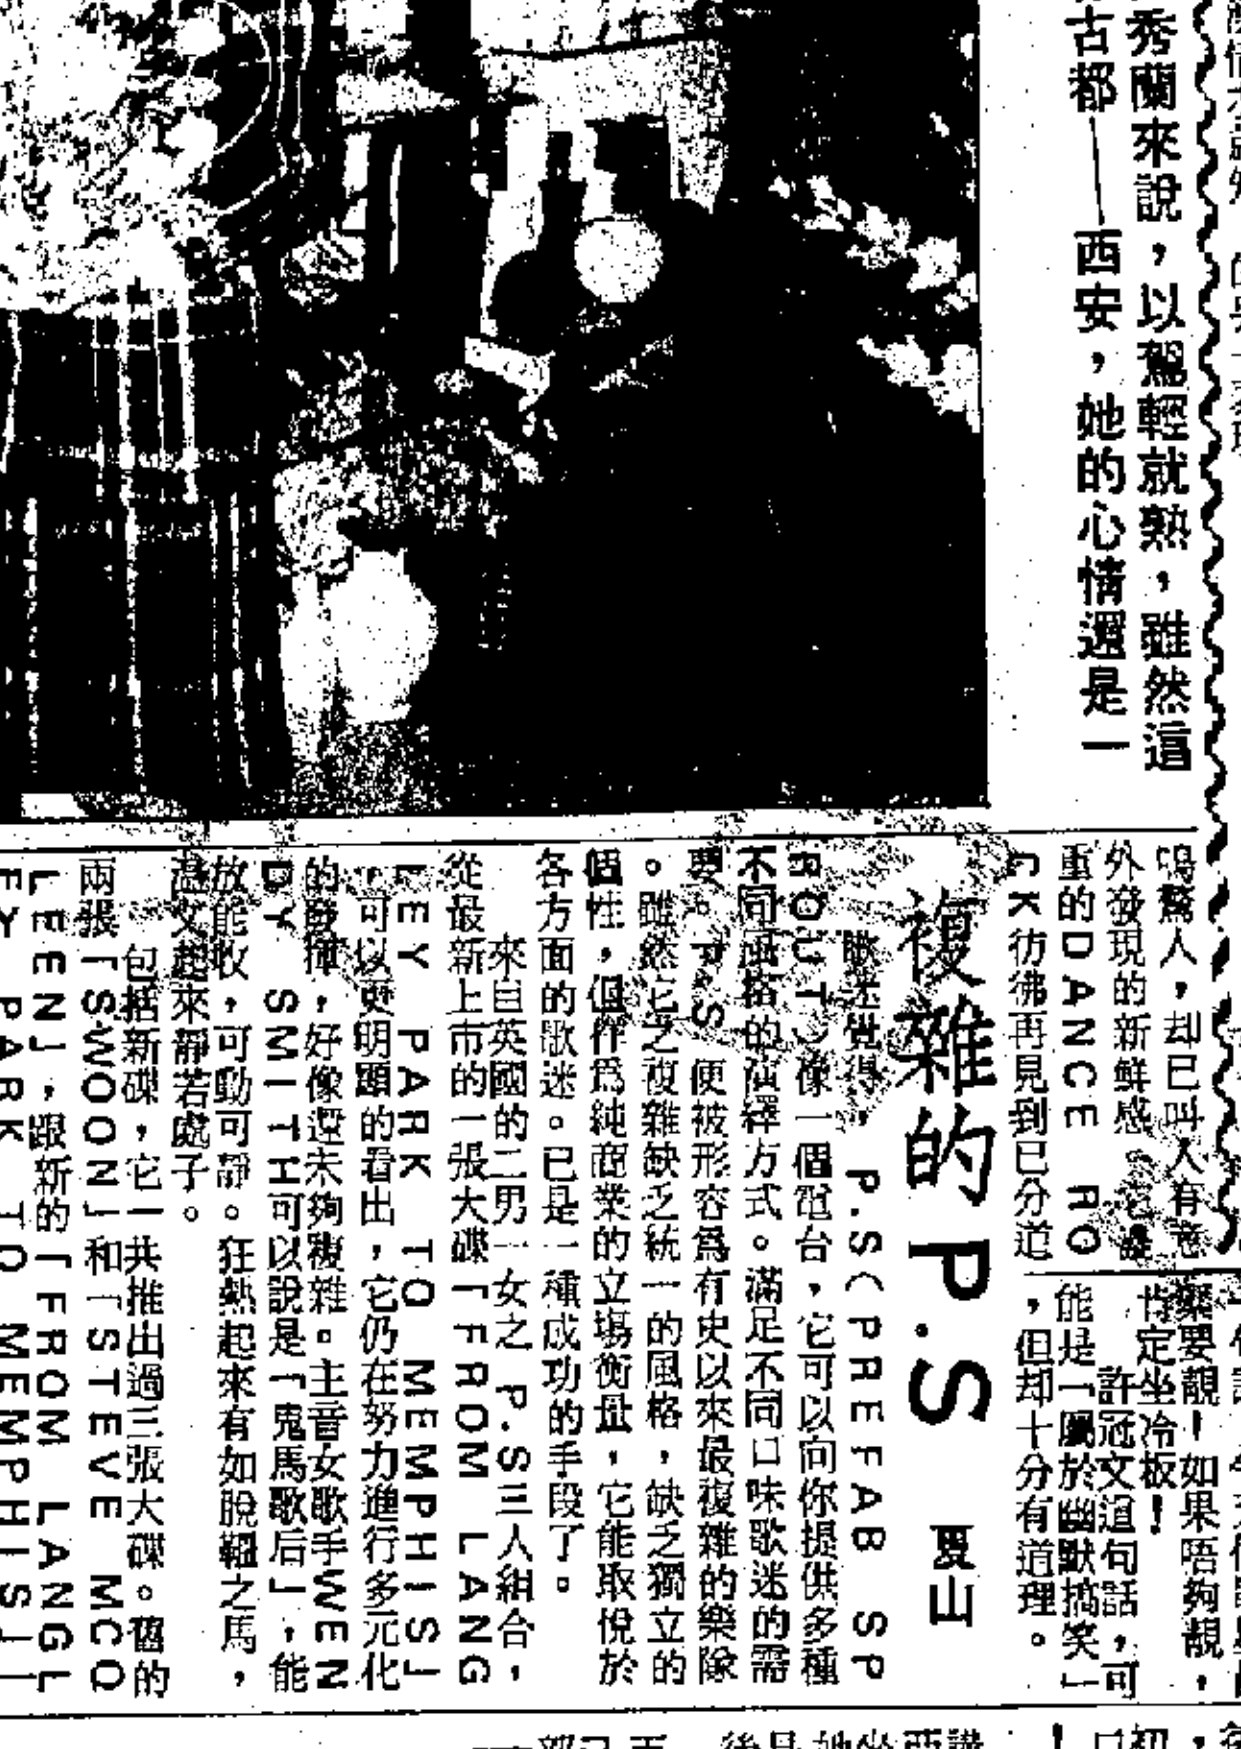 秀蘭來說，以駕輕就熟，雖然這
古都——西安，她的心情還是一
鳴驚人，却已叫人有意
外發現的新鮮感。
重的DANCE RO
CK彷彿再見到已分道
樂要靚！如果唔夠靚，
肯定坐冷板！
許冠文這句話，可
能是「屬於幽默搞笑」
，但却十分有道理。
複雜的P.S
夏山
歌迷覺得，P.S（PREFAB SP
ROUT）像一個電台，它可以向你提供多種
不同風格的演繹方式。滿足不同口味歌迷的需
要。P.S 便被形容爲有史以來最複雜的樂隊
。雖然它之複雜缺乏統一的風格，缺乏獨立的
個性，但作爲純商業的立場衡量，它能取悅於
各方面的歌迷。已是一種成功的手段了。
來自英國的二男一女之 P.S三人組合，
從最新上市的一張大碟「FROM LANG
LEY PARK TO MEMPHIS」
可以更明顯的看出，它仍在努力進行多元化
的發揮，好像還未夠複雜。主音女歌手WEN
DY SMITH可以說是「鬼馬歌后」，能
放能收，可動可靜。狂熱起來有如脫韁之馬，
溫文起來靜若處子。
包括新碟，它一共推出過三張大碟。舊的
兩張「SWOON」和「STEVE MCQ
LEEN」，跟新的「FROM LANGL
EY PARK TO MEMPHIS」